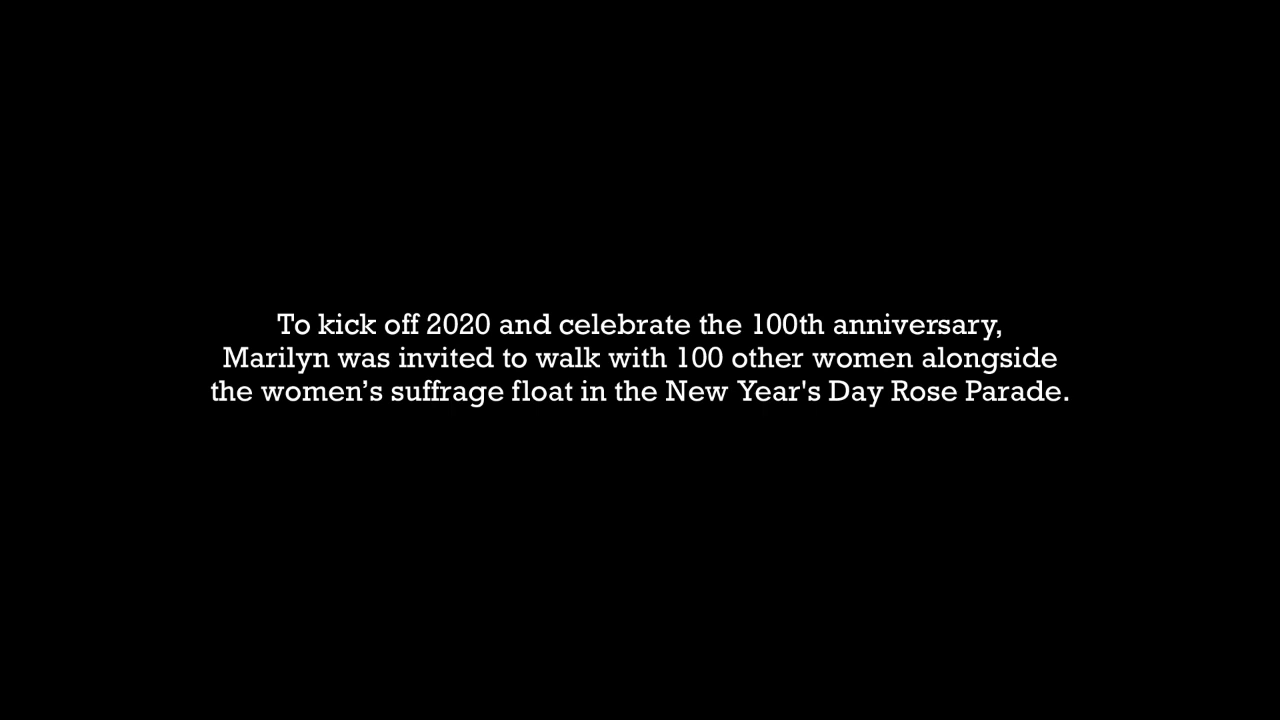 To kick off 2020 and celebrate the 100th anniversary,
Marilyn was invited to walk with 100 other women alongside
the women’s suffrage float in the New Year's Day Rose Parade.